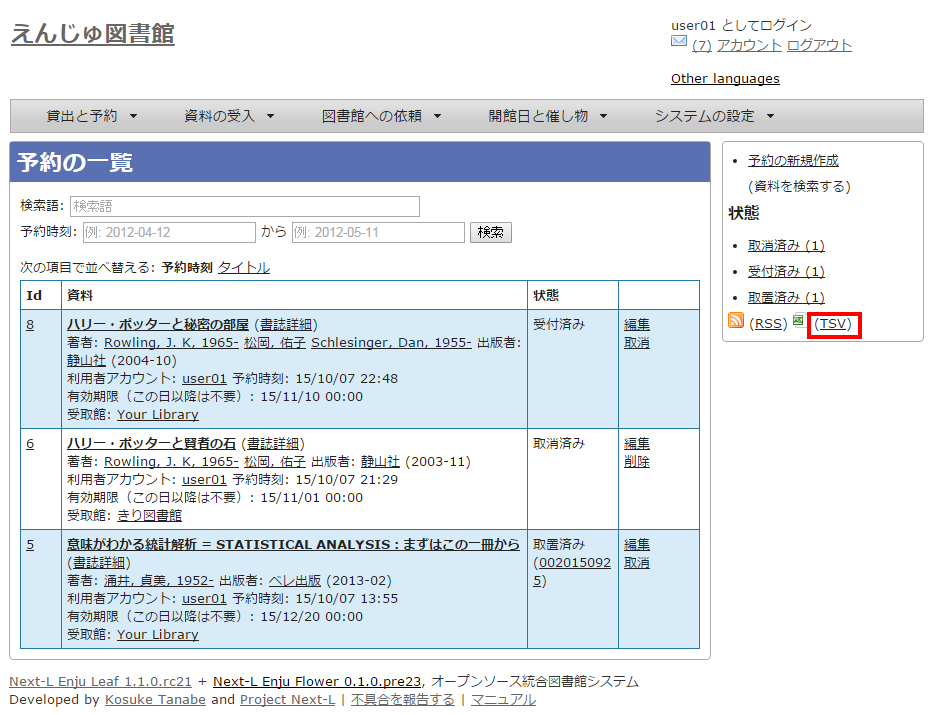 えんじゅ図書館
user01 としてログイン
(7) アカウント ログアウト
Other languages
貸出と予約 資料の受入 図書館への依頼 開館日と催し物 システムの設定
予約の一覧
検索語: 検索語
予約時刻: 例: 2012-04-12 から 例: 2012-05-11 検索
次の項目で並べ替える: 予約時刻 タイトル
Id 資料 状態
8 ハリー・ポッターと秘密の部屋 (書誌詳細) 受付済み 編集
著者: Rowling, J. K, 1965- 松岡, 佑子 Schlesinger, Dan, 1955- 出版者: 取消
静山社 (2004-10)
利用者アカウント: user01 予約時刻: 15/10/07 22:48
有効期限（この日以降は不要）: 15/11/10 00:00
受取館: Your Library
6 ハリー・ポッターと賢者の石 (書誌詳細) 取消済み 編集
著者: Rowling, J. K, 1965- 松岡, 佑子 出版者: 静山社 (2003-11) 削除
利用者アカウント: user01 予約時刻: 15/10/07 21:29
有効期限（この日以降は不要）: 15/11/01 00:00
受取館: きり図書館
5 意味がわかる統計解析 = STATISTICAL ANALYSIS : まずはこの一冊から 取置済み 編集
(書誌詳細) (002015092 取消
著者: 涌井, 貞美, 1952- 出版者: ベレ出版 (2013-02) 5)
利用者アカウント: user01 予約時刻: 15/10/07 13:55
有効期限（この日以降は不要）: 15/12/20 00:00
受取館: Your Library
予約の新規作成
(資料を検索する)
状態
取消済み (1)
受付済み (1)
取置済み (1)
(RSS) (TSV)
Next-L Enju Leaf 1.1.0.rc21 + Next-L Enju Flower 0.1.0.pre23, オープンソース統合図書館システム
Developed by Kosuke Tanabe and Project Next-L | 不具合を報告する | マニュアル